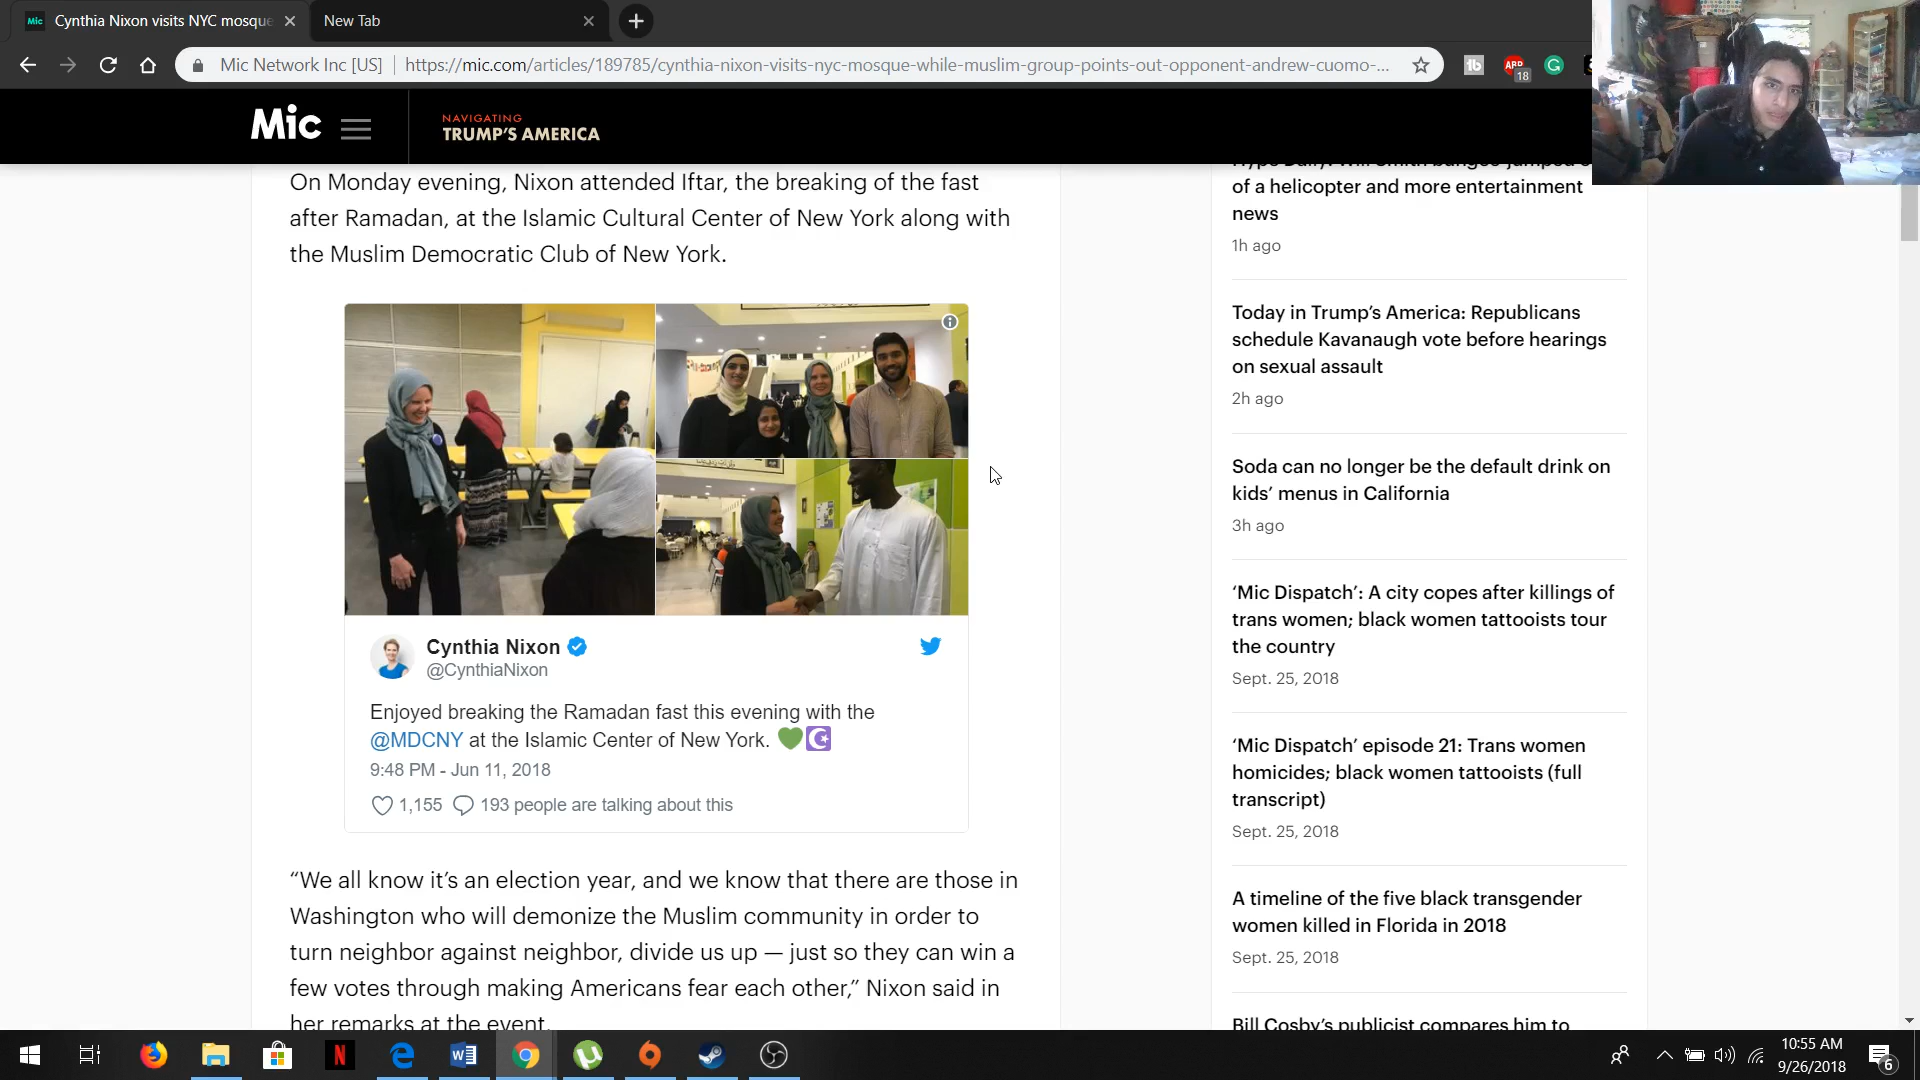 Mic
Cynthia Nixon visits NYC mosque
New Tab
Mic Network Inc [US]
https://mic.com/articles/189785/cynthia-nixon-visits-nyc-mosque-while-muslim-group-points-out-opponent-andrew-cuomo-...
ABP
18
Mic
NAVIGATING
TRUMP'S AMERICA
On Monday evening, Nixon attended Iftar, the breaking of the fast
after Ramadan, at the Islamic Cultural Center of New York along with
the Muslim Democratic Club of New York.
Cynthia Nixon
@CynthiaNixon
Enjoyed breaking the Ramadan fast this evening with the
@MDCNY at the Islamic Center of New York. 💚☪
9:48 PM - Jun 11, 2018
1,155
193 people are talking about this
“We all know it’s an election year, and we know that there are those in
Washington who will demonize the Muslim community in order to
turn neighbor against neighbor, divide us up — just so they can win a
few votes through making Americans fear each other,” Nixon said in
her remarks at the event.
of a helicopter and more entertainment
news
1h ago
Today in Trump’s America: Republicans
schedule Kavanaugh vote before hearings
on sexual assault
2h ago
Soda can no longer be the default drink on
kids’ menus in California
3h ago
‘Mic Dispatch’: A city copes after killings of
trans women; black women tattooists tour
the country
Sept. 25, 2018
‘Mic Dispatch’ episode 21: Trans women
homicides; black women tattooists (full
transcript)
Sept. 25, 2018
A timeline of the five black transgender
women killed in Florida in 2018
Sept. 25, 2018
Bill Cosby’s publicist compares him to
10:55 AM
9/26/2018
6